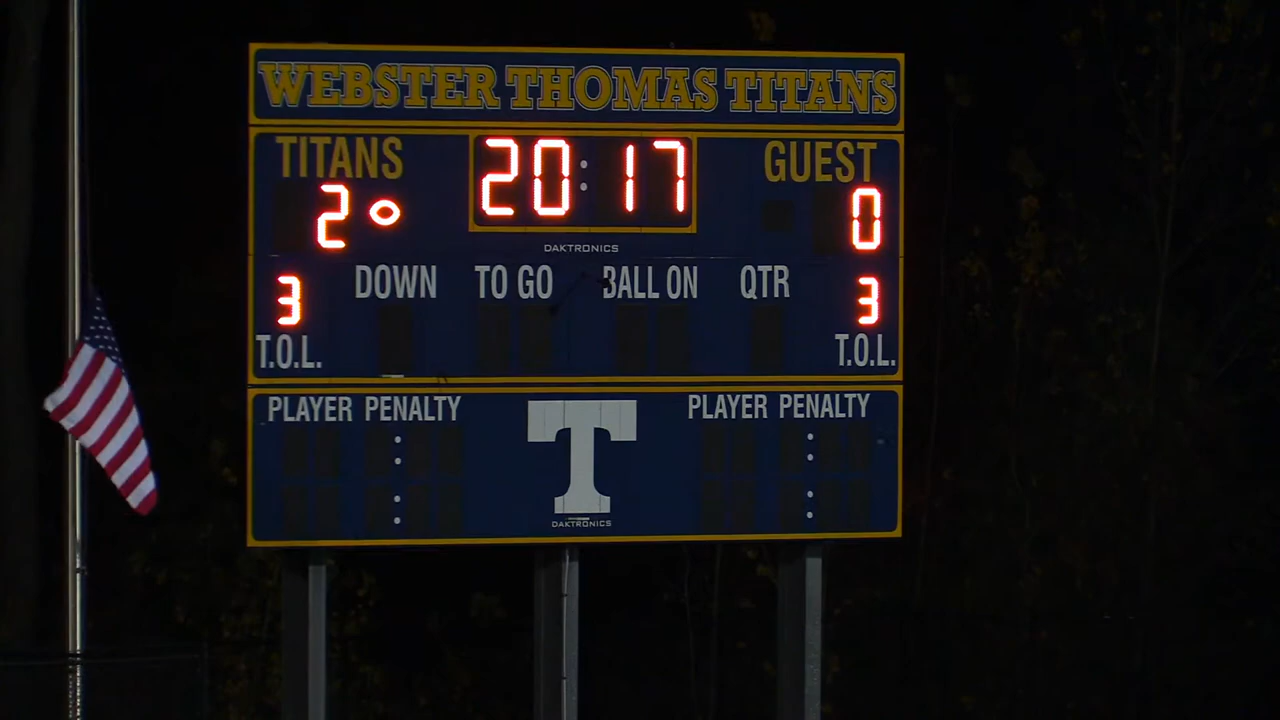 WEBSTER THOMAS TITANS
TITANS 20:17 GUEST
2 0
DAKTRONICS
3 DOWN TO GO BALL ON QTR 3
T.O.L. T.O.L.
PLAYER PENALTY PLAYER PENALTY
T
DAKTRONICS